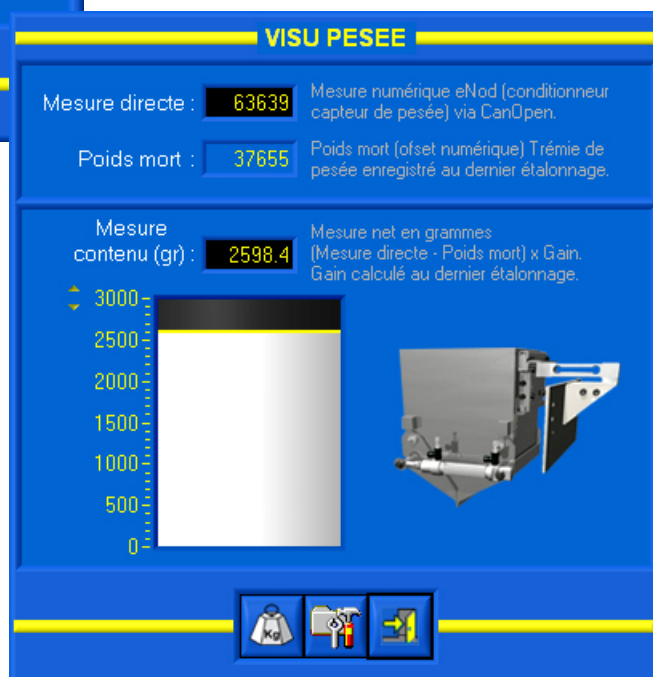 VISU PESEE
Mesure directe : 63639
Mesure numérique eNod (conditionneur
capteur de pesée) via CanOpen.
Poids mort : 37655
Poids mort (ofset numérique) Trémie de
pesée enregistré au dernier étalonnage.
Mesure
contenu (gr) : 2598.4
Mesure net en grammes
(Mesure directe - Poids mort) x Gain.
Gain calculé au dernier étalonnage.
3000
2500
2000
1500
1000
500
0
Kg